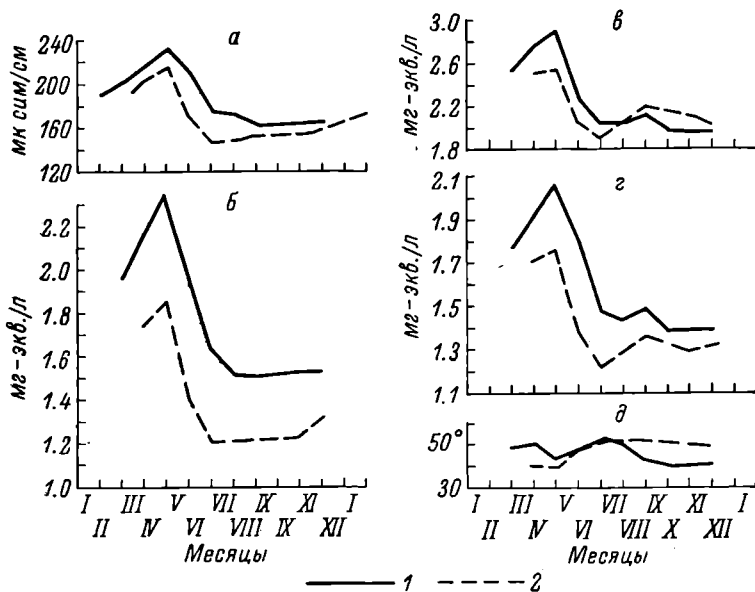 а
240
200
160
120
мк сим/см
б
2.2
2.0
1.8
1.6
1.4
1.2
1.0
мг-экв./л
I III V VII IX XI I
II IV VI VIII IX XII
Месяцы
в
3.0
2.6
2.2
1.8
мг-экв./л
г
2.1
1.9
1.7
1.5
1.3
1.1
мг-экв./л
д
50°
30
I III V VII IX XI I
II IV VI VIII X XII
Месяцы
1 2